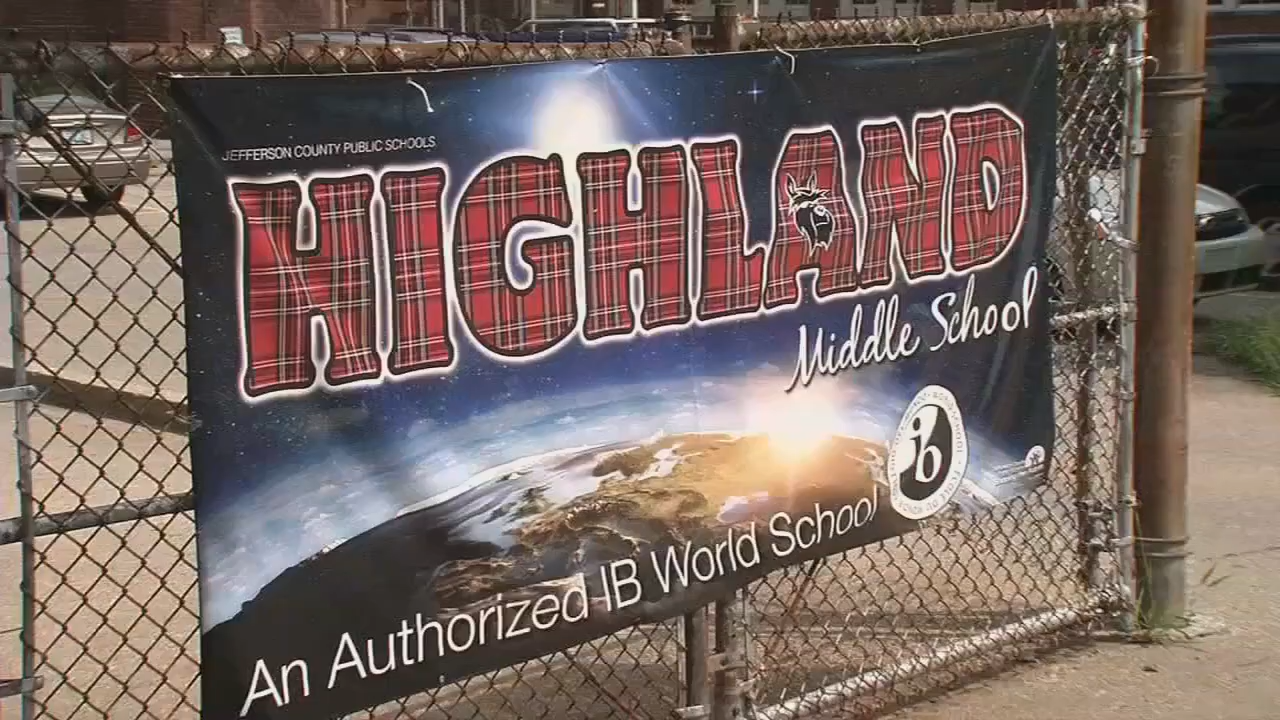 JEFFERSON COUNTY PUBLIC SCHOOLS
HIGHLAND
Middle School
ib
An Authorized IB World School